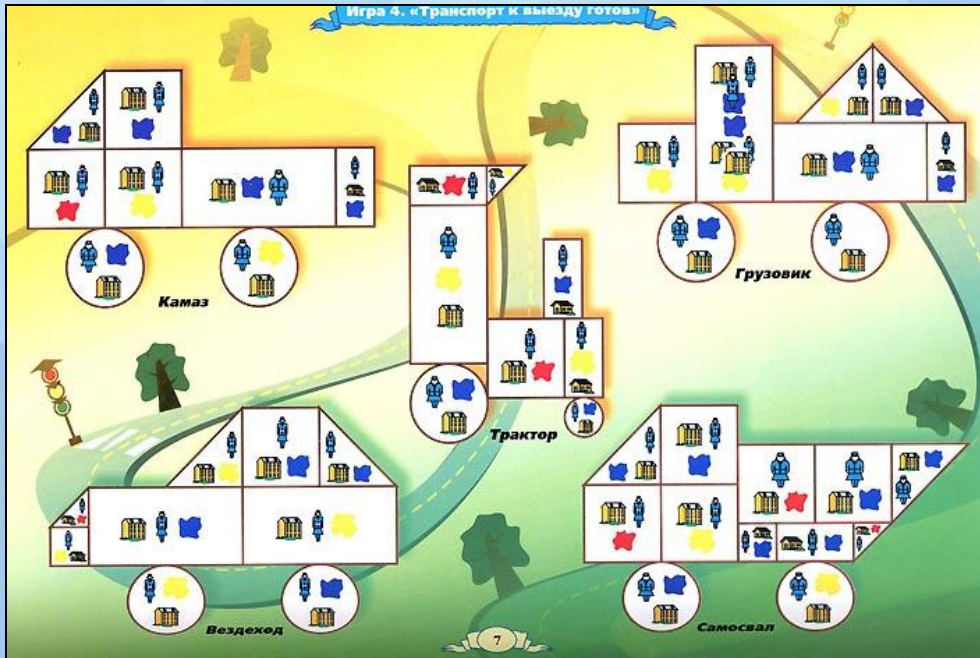 Игра 4. «Транспорт к выезду готов»
Камаз
Грузовик
Трактор
Вездеход
Самосвал
7